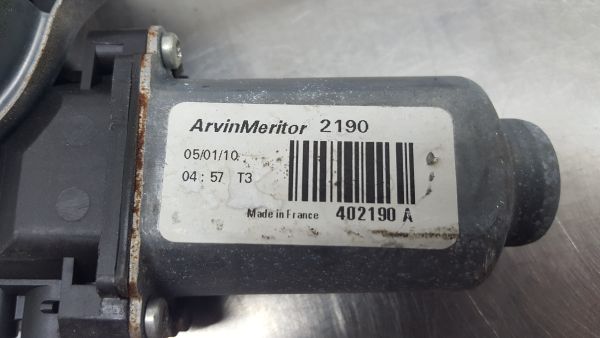 ArvinMeritor 2190
05/01/10
04:57 T3
Made in France 402190 A